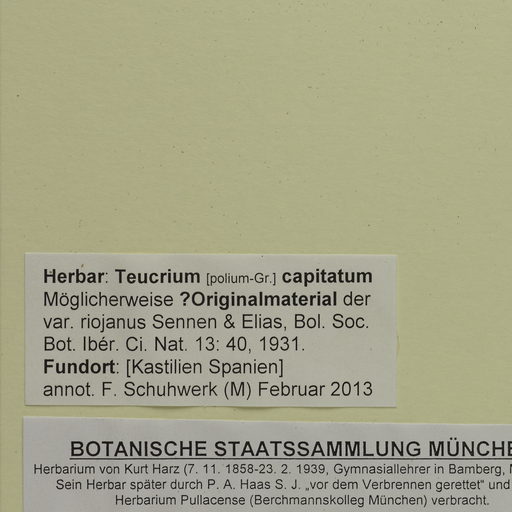 Herbar: Teucrium [polium-Gr.] capitatum
Möglicherweise ?Originalmaterial der
var. riojanus Sennen & Elias, Bol. Soc.
Bot. Ibér. Ci. Nat. 13: 40, 1931.
Fundort: [Kastilien Spanien]
annot. F. Schuhwerk (M) Februar 2013
BOTANISCHE STAATSSAMMLUNG MÜNCHE
Herbarium von Kurt Harz (7. 11. 1858-23. 2. 1939, Gymnasiallehrer in Bamberg,
Sein Herbar später durch P. A. Haas S. J. „vor dem Verbrennen gerettet“ und
Herbarium Pullacense (Berchmannskolleg München) verbracht.